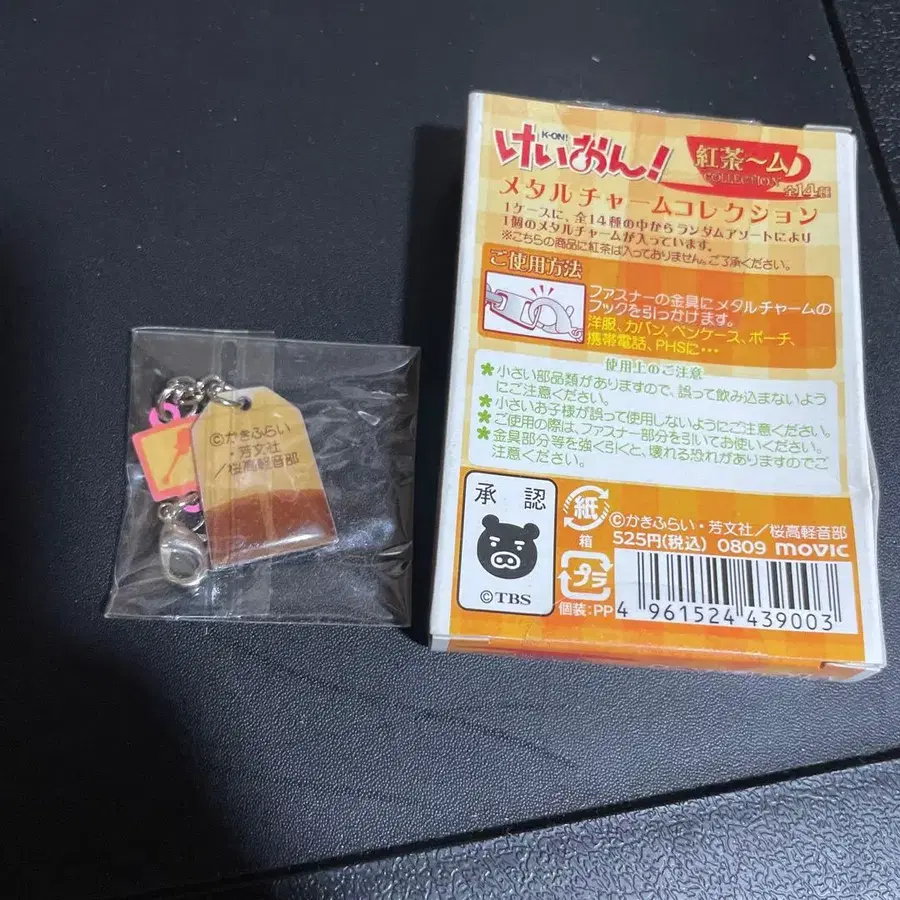 ©かきふらい
・芳文社
/桜高軽音部
K-ON!
けいおん!
紅茶〜ム
COLLECTION
全14種
メタルチャームコレクション
1ケースに、全14種の中からランダムアソートにより
1個のメタルチャームが入っています。
※こちらの商品に紅茶は入っておりません。ご了承ください。
ご使用方法
ファスナーの金具にメタルチャームの
フックを引っかけます。
洋服、カバン、ペンケース、ポーチ、
携帯電話、PHSに…
使用上のご注意
*小さい部品類がありますので、誤って飲み込まないよう
にご注意ください。
*小さいお子様が誤って使用しないようにご注意ください。
*ご使用の際は、ファスナー部分を引いてお使いください。
*金具部分等を強く引くと、壊れる恐れがありますのでご
注意ください。
承認
©TBS
紙
箱
プラ
個装:PP
©かきふらい・芳文社/桜高軽音部
525円(税込) 0809 movic
4 961524 439003